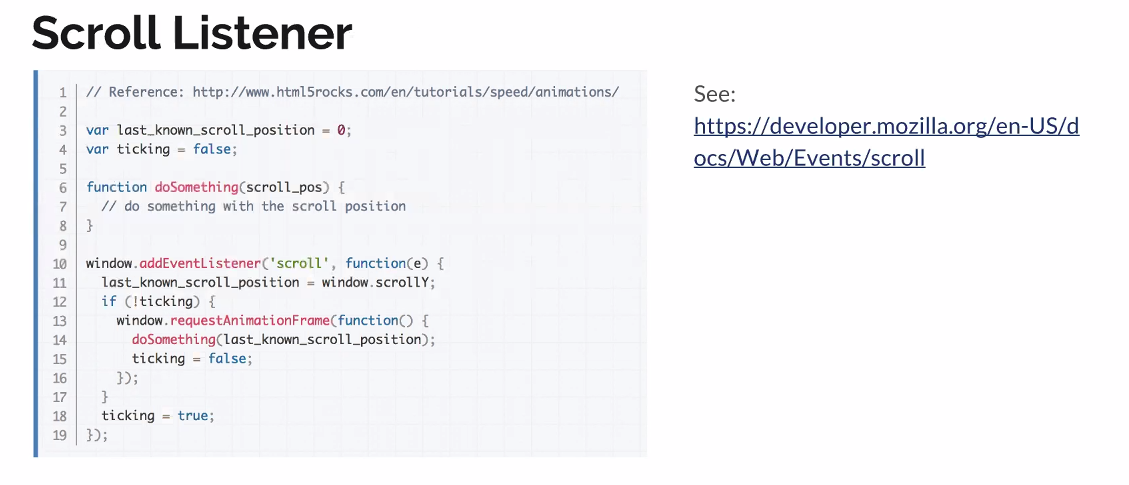 Scroll Listener
1 // Reference: http://www.html5rocks.com/en/tutorials/speed/animations/
2
3 var last_known_scroll_position = 0;
4 var ticking = false;
5
6 function doSomething(scroll_pos) {
7   // do something with the scroll position
8 }
9
10 window.addEventListener('scroll', function(e) {
11   last_known_scroll_position = window.scrollY;
12   if (!ticking) {
13     window.requestAnimationFrame(function() {
14       doSomething(last_known_scroll_position);
15       ticking = false;
16     });
17   }
18   ticking = true;
19 });
See:
https://developer.mozilla.org/en-US/d
ocs/Web/Events/scroll